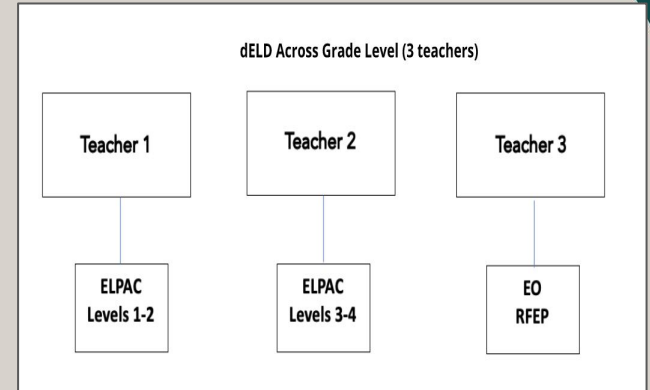 dELD Across Grade Level (3 teachers)
Teacher 1
Teacher 2
Teacher 3
ELPAC
Levels 1-2
ELPAC
Levels 3-4
EO
RFEP